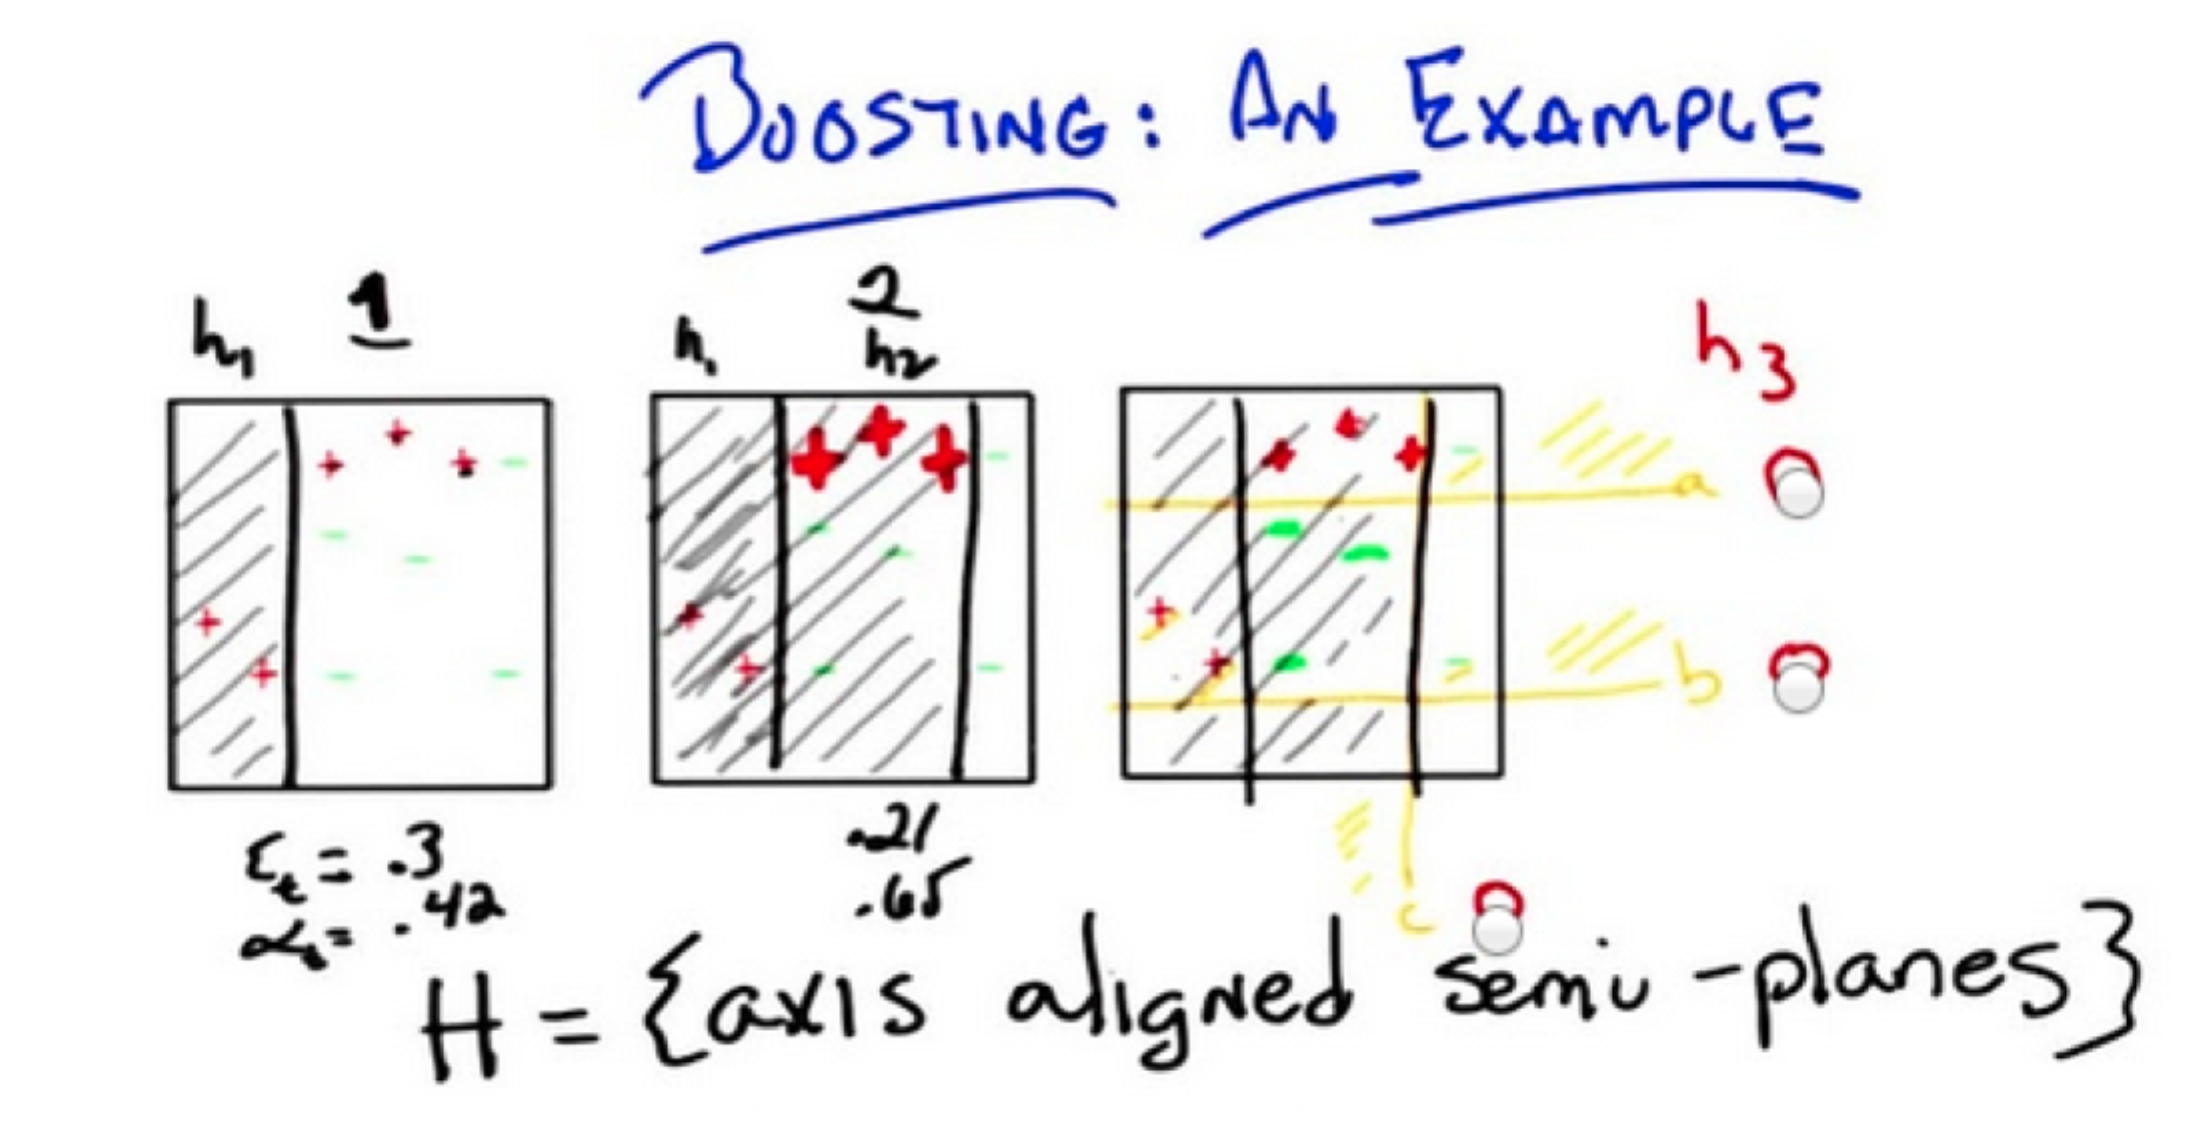 BOOSTING: AN EXAMPLE
h1 1
h1 2
h2
h3
a
b
εt = .3
αt = .42
.21
.65
c
H = {axis aligned semi-planes}